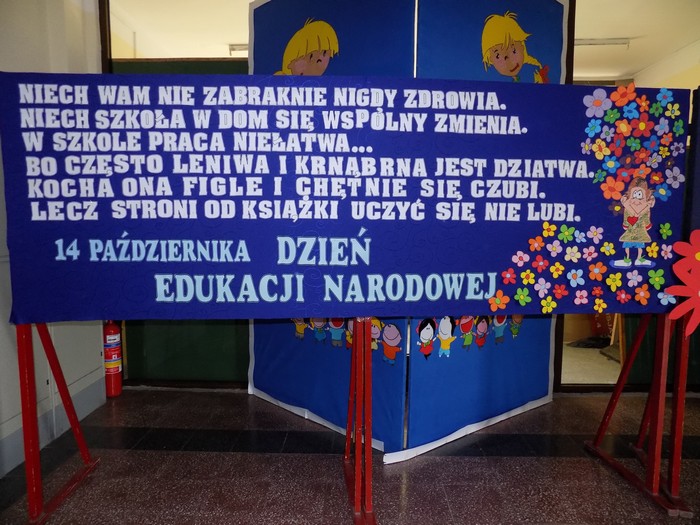 NIECH WAM NIE ZABRAKNIE NIGDY ZDROWIA.
NIECH SZKOŁA W DOM SIĘ WSPÓLNY ZMIENIA.
W SZKOLE PRACA NIEŁATWA...
BO CZĘSTO LENIWA I KRNĄBRNA JEST DZIATWA.
KOCHA ONA FIGLE I CHĘTNIE SIĘ CZUBI.
LECZ STRONI OD KSIĄŻKI UCZYĆ SIĘ NIE LUBI.
14 PAŹDZIERNIKA DZIEŃ
EDUKACJI NARODOWEJ